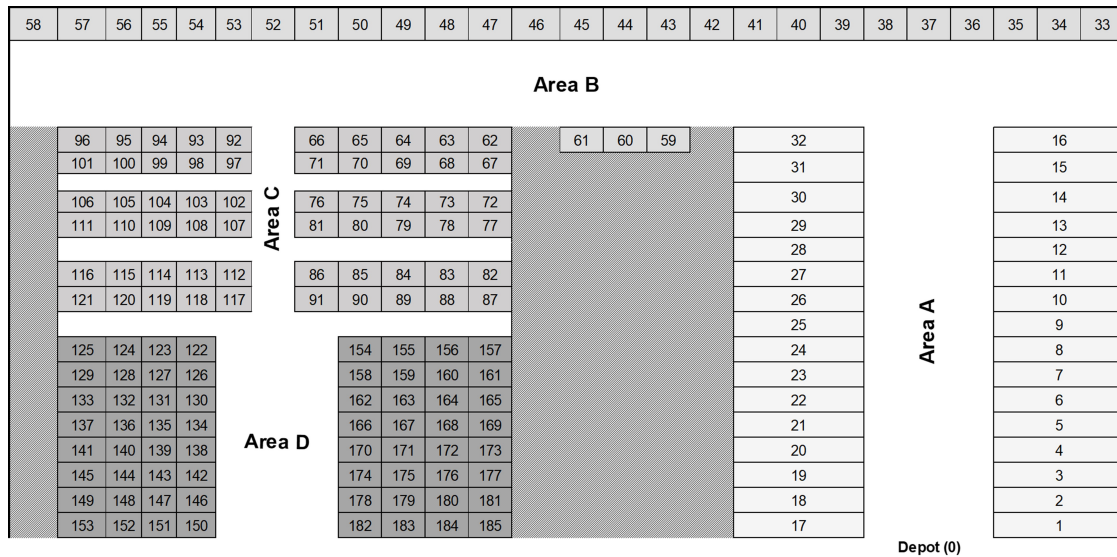 58 57 56 55 54 53 52 51 50 49 48 47 46 45 44 43 42 41 40 39 38 37 36 35 34 33
Area B
96 95 94 93 92 66 65 64 63 62 61 60 59 32 16
101 100 99 98 97 71 70 69 68 67 31 15
106 105 104 103 102 76 75 74 73 72 30 14
Area C
111 110 109 108 107 81 80 79 78 77 29 13
28 12
116 115 114 113 112 86 85 84 83 82 27 11
121 120 119 118 117 91 90 89 88 87 26 10
25 9
Area A
125 124 123 122 154 155 156 157 24 8
129 128 127 126 158 159 160 161 23 7
133 132 131 130 162 163 164 165 22 6
137 136 135 134 166 167 168 169 21 5
Area D
141 140 139 138 170 171 172 173 20 4
145 144 143 142 174 175 176 177 19 3
149 148 147 146 178 179 180 181 18 2
153 152 151 150 182 183 184 185 17 1
Depot (0)